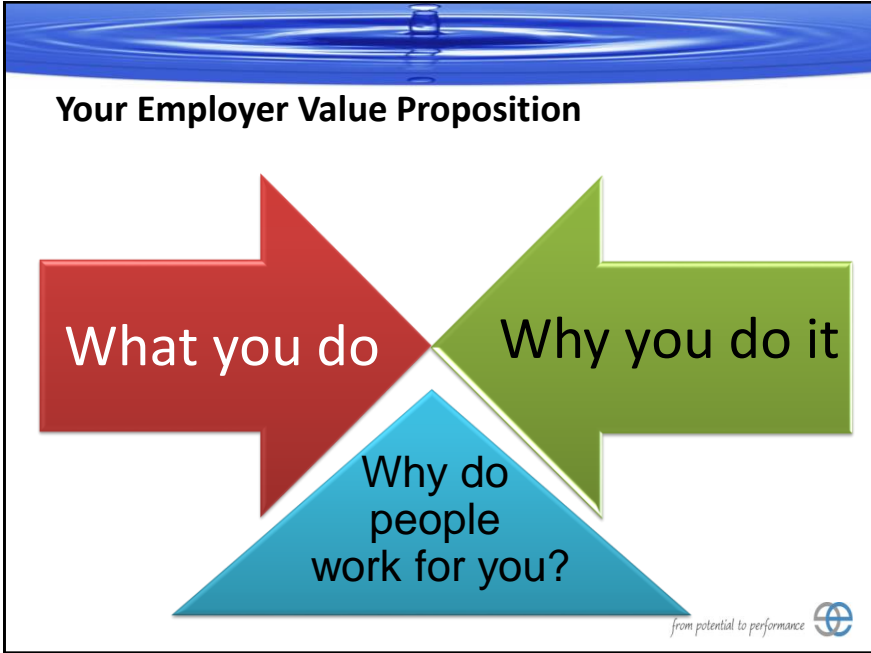 Your Employer Value Proposition
What you do
Why you do it
Why do
people
work for you?
from potential to performance